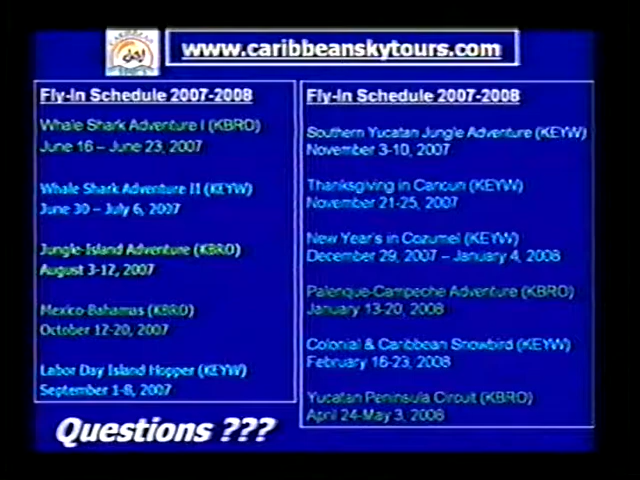 www.caribbeanskytours.com
Fly-In Schedule 2007-2008
Whale Shark Adventure I (KBRO)
June 16 – June 23, 2007
Whale Shark Adventure II (KEYW)
June 30 – July 6, 2007
Jungle-Island Adventure (KBRO)
August 3-12, 2007
Mexico-Bahamas (KBRO)
October 12-20, 2007
Labor Day Island Hopper (KEYW)
September 1-8, 2007
Fly-In Schedule 2007-2008
Southern Yucatan Jungle Adventure (KEYW)
November 3-10, 2007
Thanksgiving in Cancun (KEYW)
November 21-25, 2007
New Year's in Cozumel (KEYW)
December 29, 2007 – January 4, 2008
Palenque-Campeche Adventure (KBRO)
January 13-20, 2008
Colonial & Caribbean Snowbird (KEYW)
February 16-23, 2008
Yucatan Peninsula Circuit (KBRO)
April 24-May 3, 2008
Questions ???